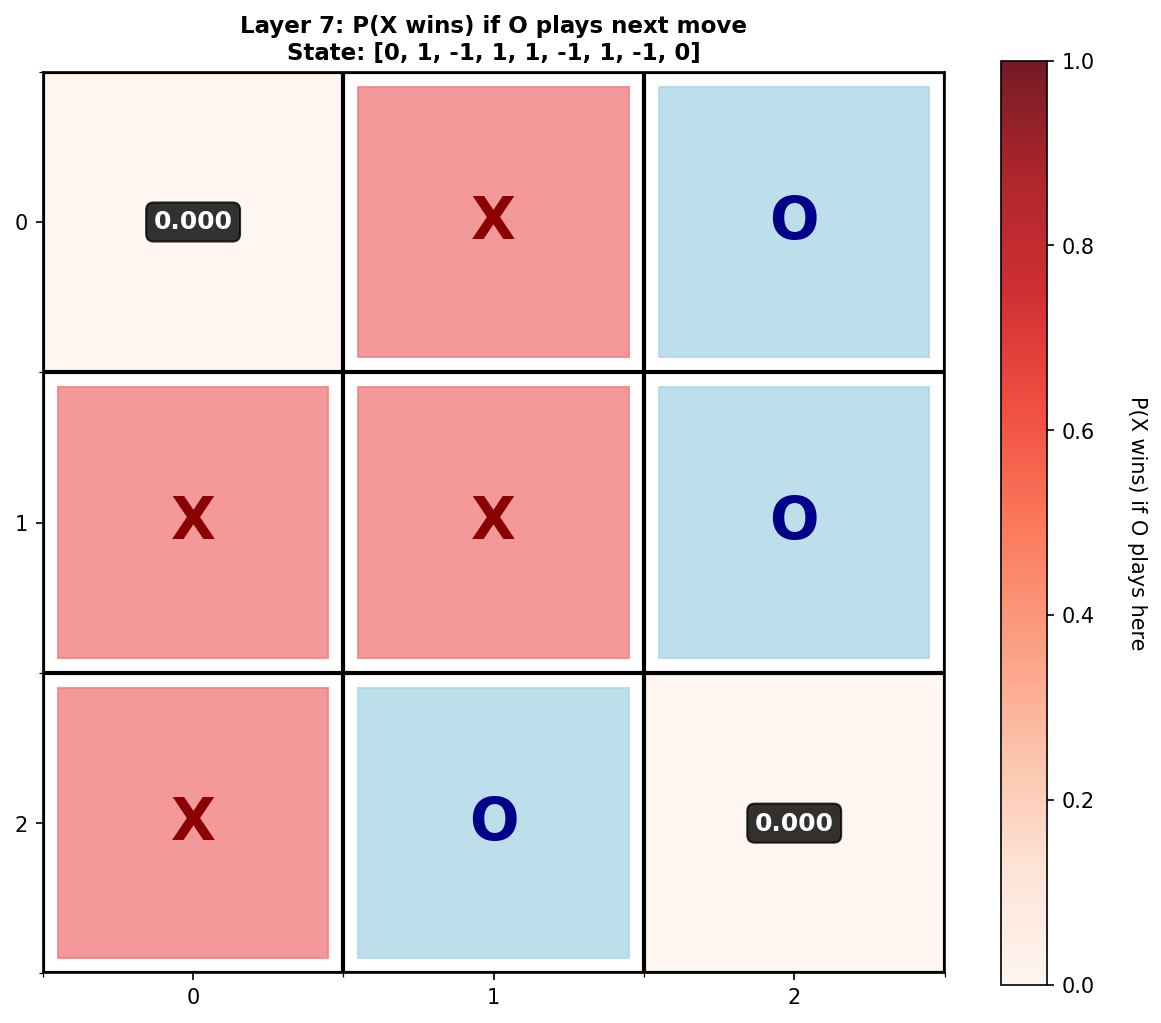 Layer 7: P(X wins) if O plays next move
State: [0, 1, -1, 1, 1, -1, 1, -1, 0]
0
0.000
X
O
1
X
X
O
2
X
O
0.000
0
1
2
1.0
0.8
0.6
0.4
0.2
0.0
P(X wins) if O plays here